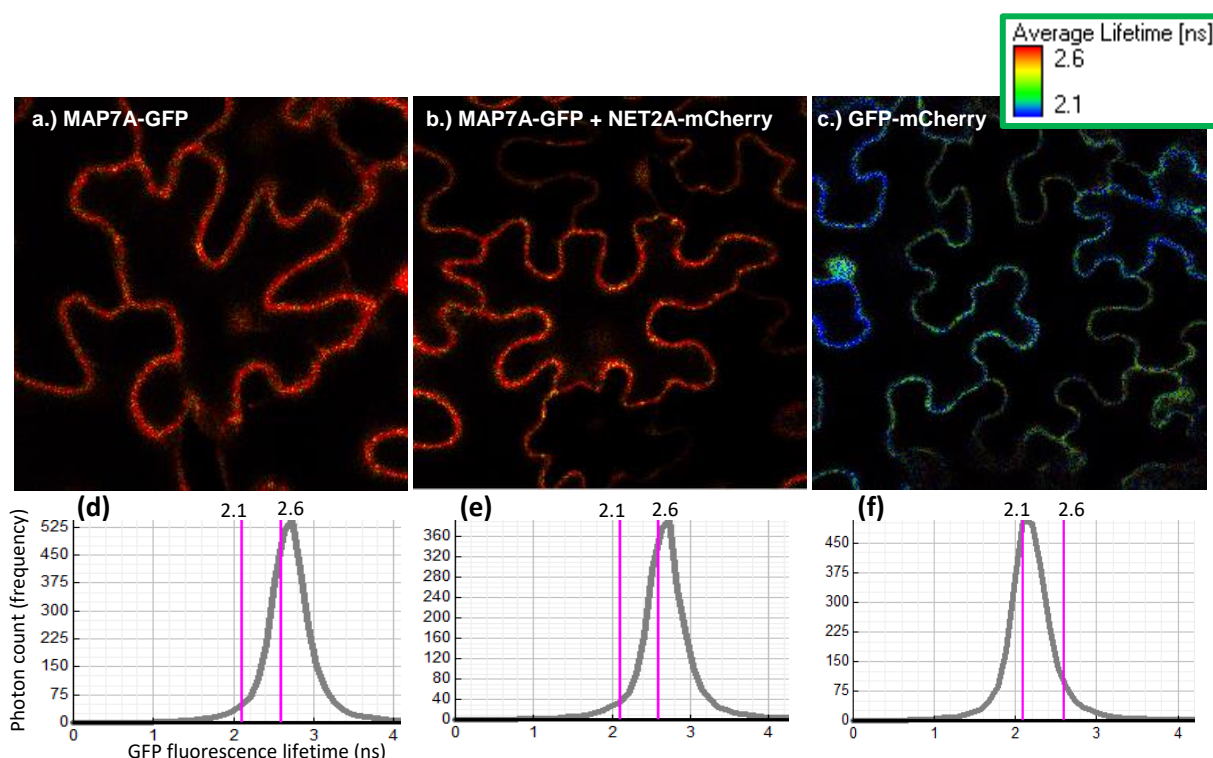 Average Lifetime [ns]
2.6
2.1
a.) MAP7A-GFP
b.) MAP7A-GFP + NET2A-mCherry
c.) GFP-mCherry
(d)
2.1 2.6
Photon count (frequency)
525
450
375
300
225
150
75
0
0 1 2 3 4
GFP fluorescence lifetime (ns)
(e)
2.1 2.6
360
320
280
240
200
160
120
80
40
0
0 1 2 3 4
(f)
2.1 2.6
450
375
300
225
150
75
0
0 1 2 3 4